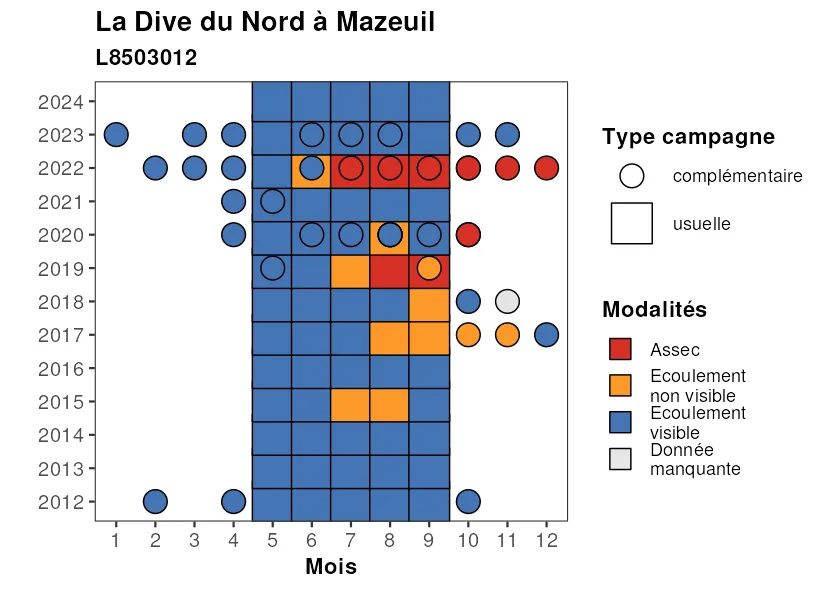 La Dive du Nord à Mazeuil
L8503012
2024
2023
2022
2021
2020
2019
2018
2017
2016
2015
2014
2013
2012
1 2 3 4 5 6 7 8 9 10 11 12
Mois
Type campagne
complémentaire
usuelle
Modalités
Assec
Ecoulement
non visible
Ecoulement
visible
Donnée
manquante